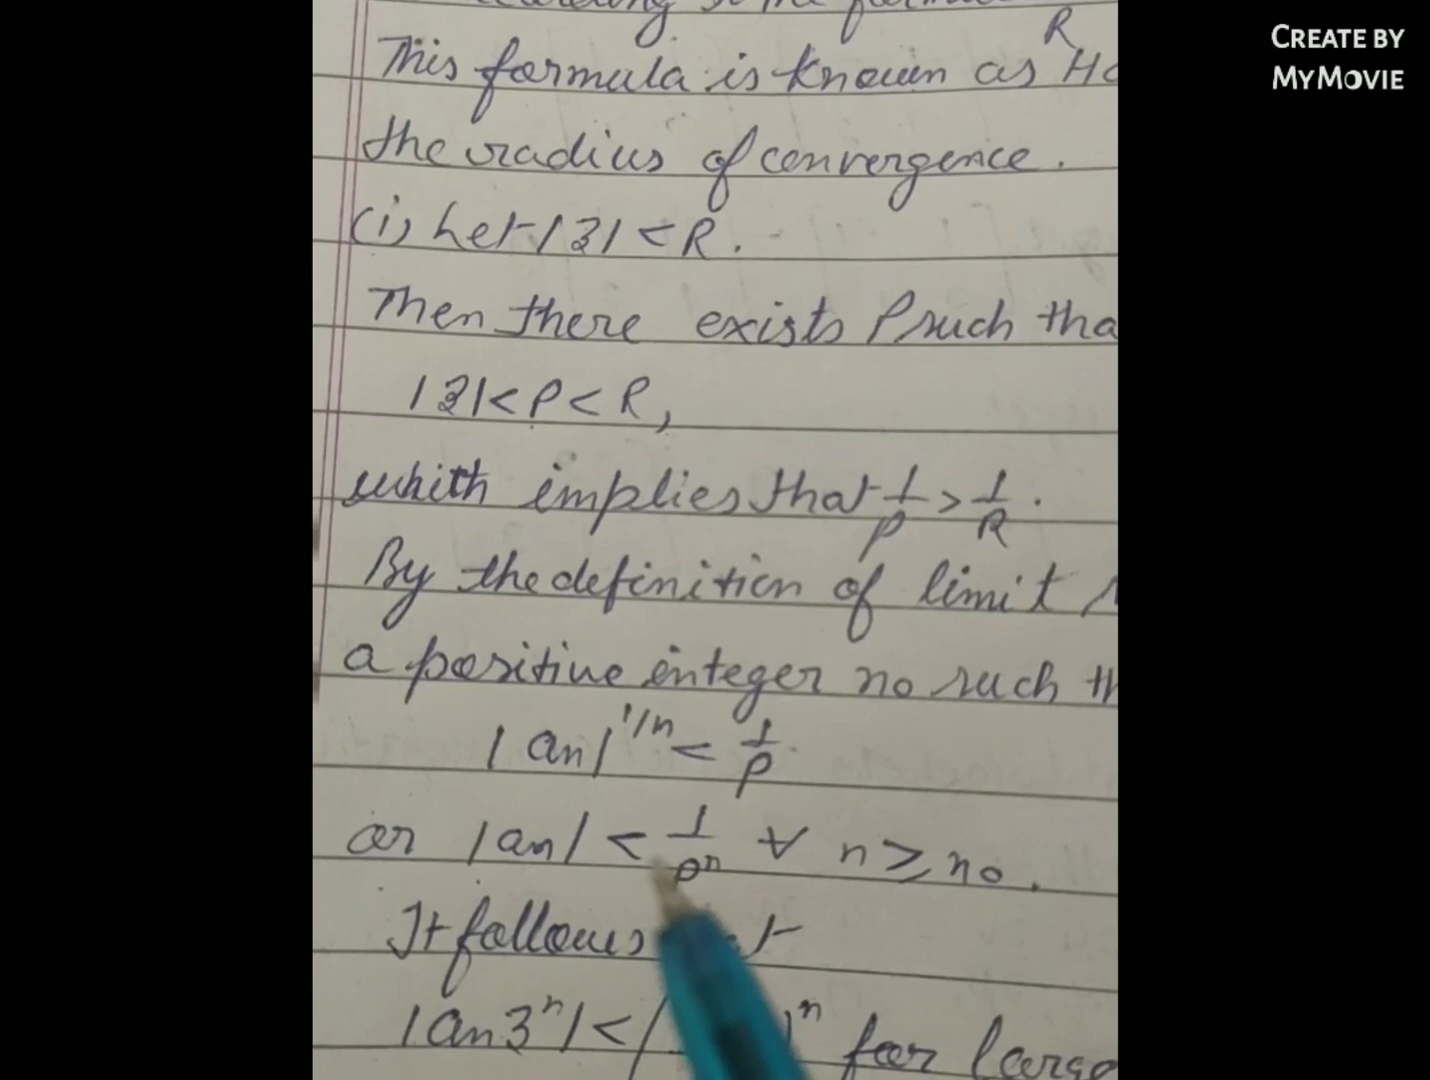 This formula is known as
R
the radius of convergence.
(i) Let |z| < R.
Then there exists ρ such
|z| < ρ < R,
which implies that 1/ρ > 1/R.
By the definition of limit
a positive integer n₀ such
|an|^1/n < 1/ρ
or |an| < 1/ρⁿ ∀ n ≥ n₀.
It follows
|an zⁿ| < ( )ⁿ for
CREATE BY
MYMOVIE